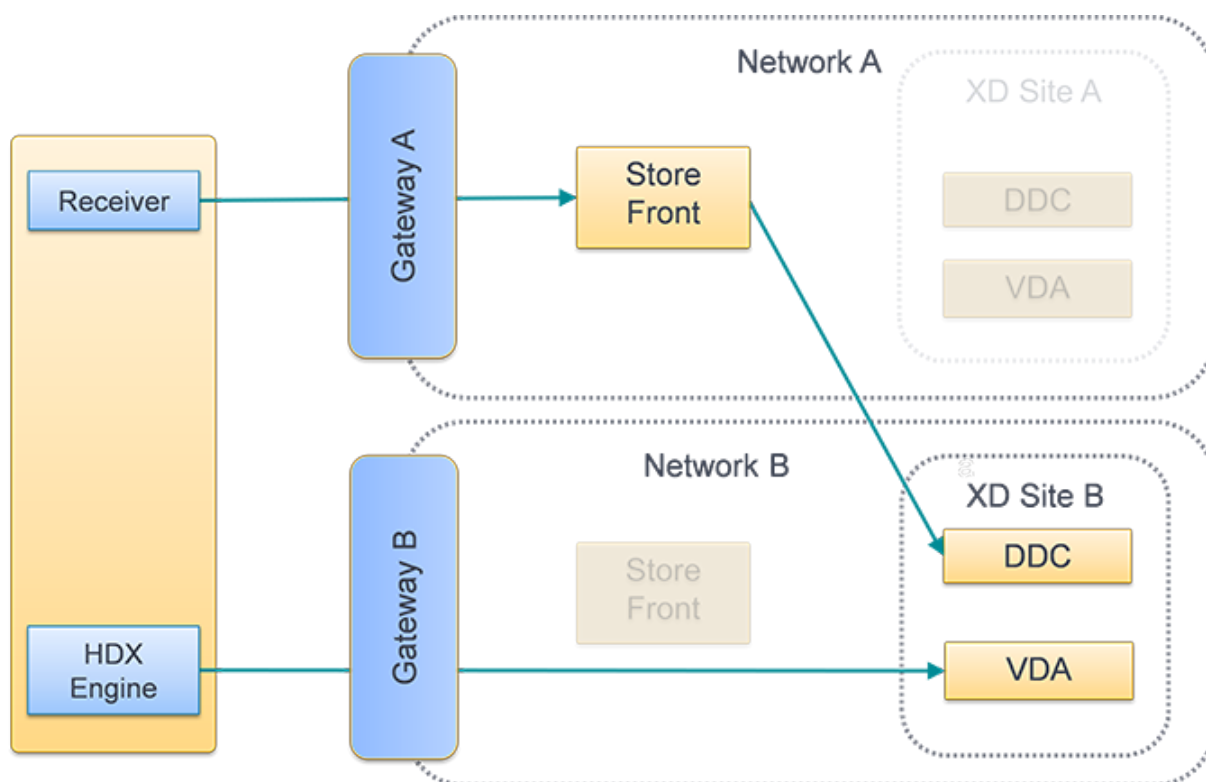 Network A
XD Site A
Gateway A
Receiver
Store
Front
DDC
VDA
Network B
XD Site B
Gateway B
Store
Front
DDC
HDX
Engine
VDA